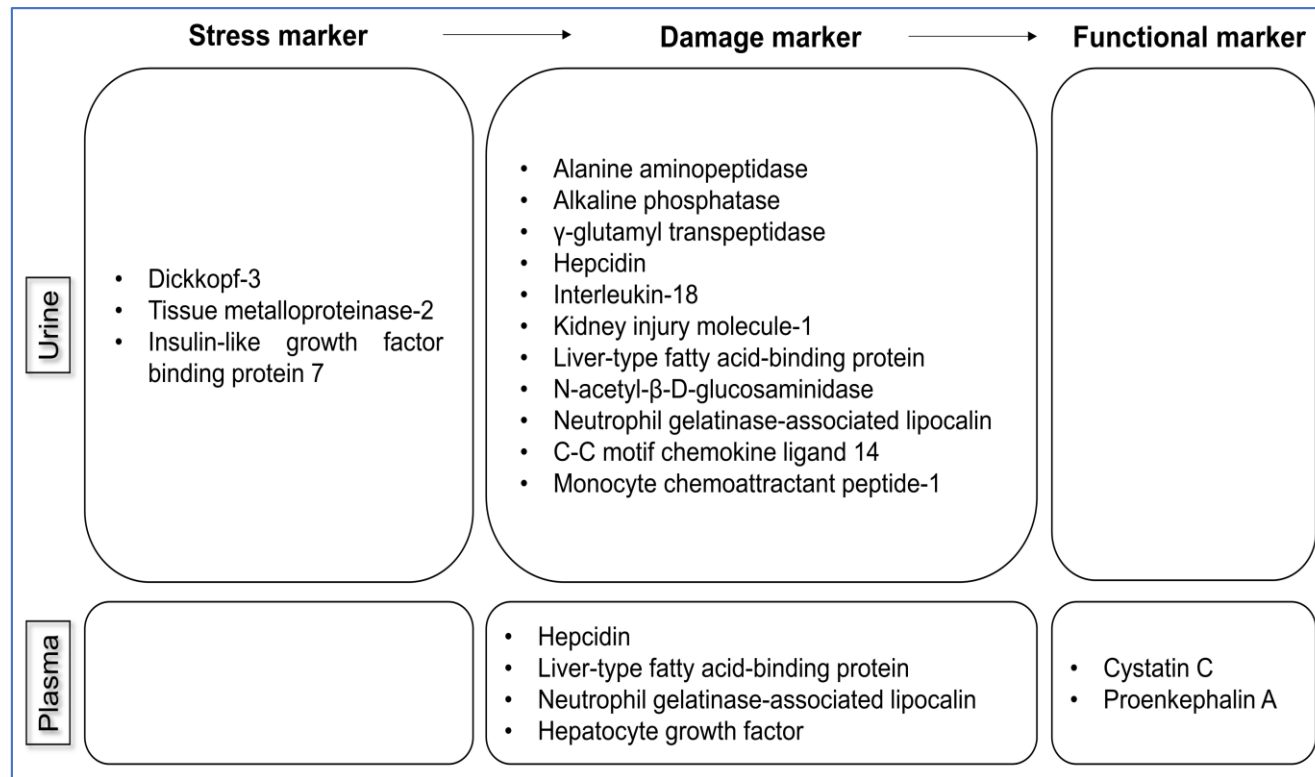 Stress marker
Damage marker
Functional marker
Urine
• Dickkopf-3
• Tissue metalloproteinase-2
• Insulin-like growth factor
binding protein 7
• Alanine aminopeptidase
• Alkaline phosphatase
• γ-glutamyl transpeptidase
• Hepcidin
• Interleukin-18
• Kidney injury molecule-1
• Liver-type fatty acid-binding protein
• N-acetyl-β-D-glucosaminidase
• Neutrophil gelatinase-associated lipocalin
• C-C motif chemokine ligand 14
• Monocyte chemoattractant peptide-1
Plasma
• Hepcidin
• Liver-type fatty acid-binding protein
• Neutrophil gelatinase-associated lipocalin
• Hepatocyte growth factor
• Cystatin C
• Proenkephalin A